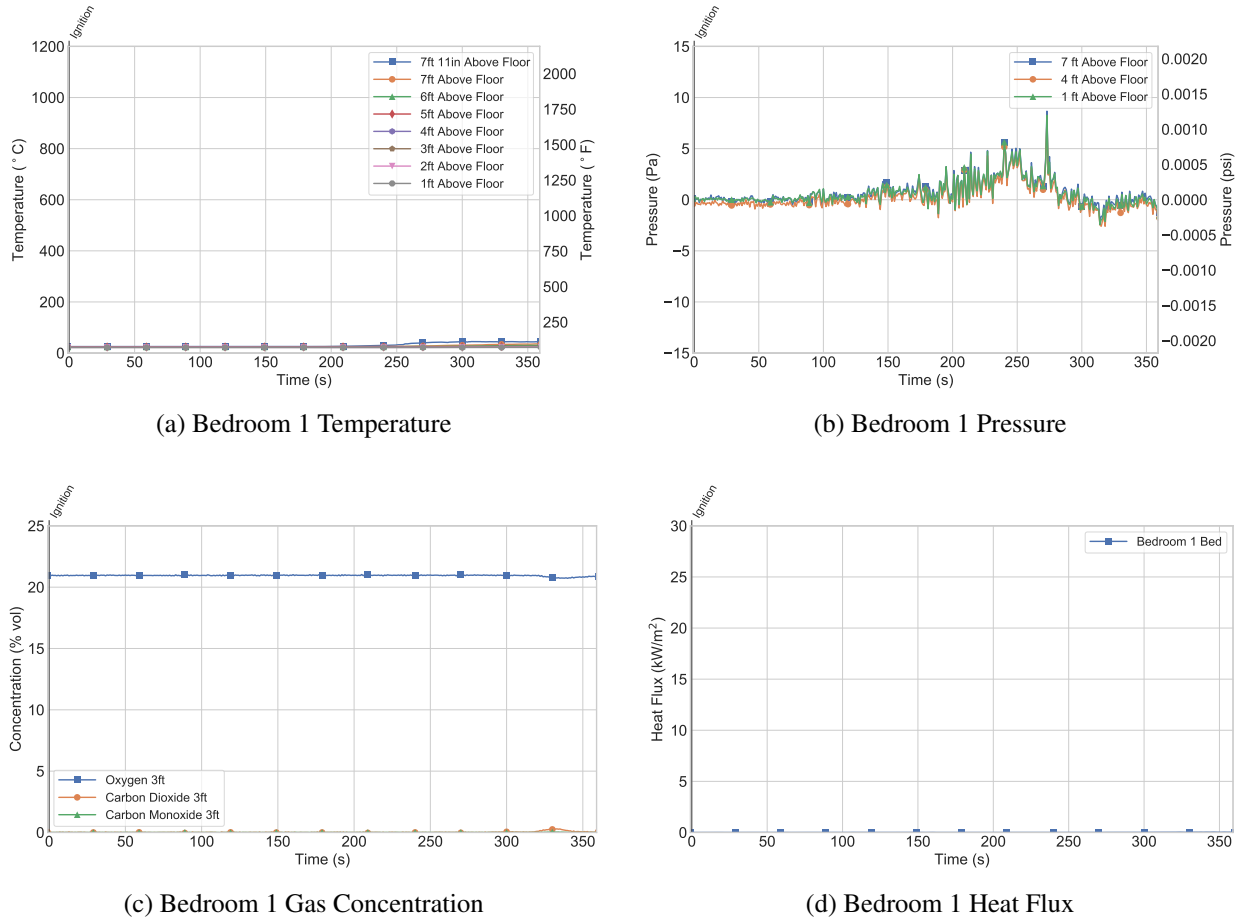 Ignition
1200
1000
800
600
400
200
0
Temperature (°C)
2000
1750
1500
1250
1000
750
500
250
Temperature (°F)
7ft 11in Above Floor
7ft Above Floor
6ft Above Floor
5ft Above Floor
4ft Above Floor
3ft Above Floor
2ft Above Floor
1ft Above Floor
0 50 100 150 200 250 300 350
Time (s)
(a) Bedroom 1 Temperature
15
10
5
0
−5
−10
−15
Pressure (Pa)
0.0020
0.0015
0.0010
0.0005
0.0000
−0.0005
−0.0010
−0.0015
−0.0020
Pressure (psi)
7 ft Above Floor
4 ft Above Floor
1 ft Above Floor
0 50 100 150 200 250 300 350
Time (s)
(b) Bedroom 1 Pressure
Ignition
25
20
15
10
5
0
Concentration (% vol)
Oxygen 3ft
Carbon Dioxide 3ft
Carbon Monoxide 3ft
0 50 100 150 200 250 300 350
Time (s)
(c) Bedroom 1 Gas Concentration
Ignition
30
25
20
15
10
5
0
Heat Flux (kW/m²)
Bedroom 1 Bed
0 50 100 150 200 250 300 350
Time (s)
(d) Bedroom 1 Heat Flux
Ignition